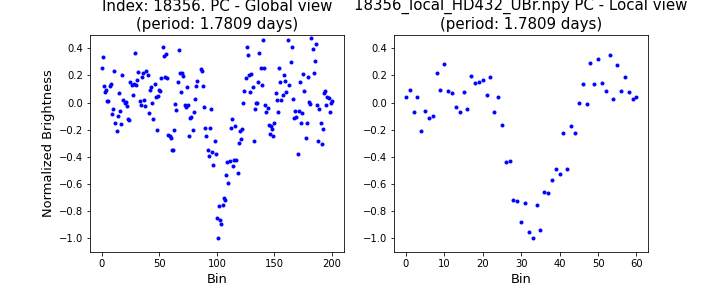 Index: 18356. PC - Global view
(period: 1.7809 days)
18356_local_HD432_UBr.npy PC - Local view
(period: 1.7809 days)
Normalized Brightness
0.4
0.2
0.0
−0.2
−0.4
−0.6
−0.8
−1.0
0 50 100 150 200
Bin
0.4
0.2
0.0
−0.2
−0.4
−0.6
−0.8
−1.0
0 20 40 60
Bin